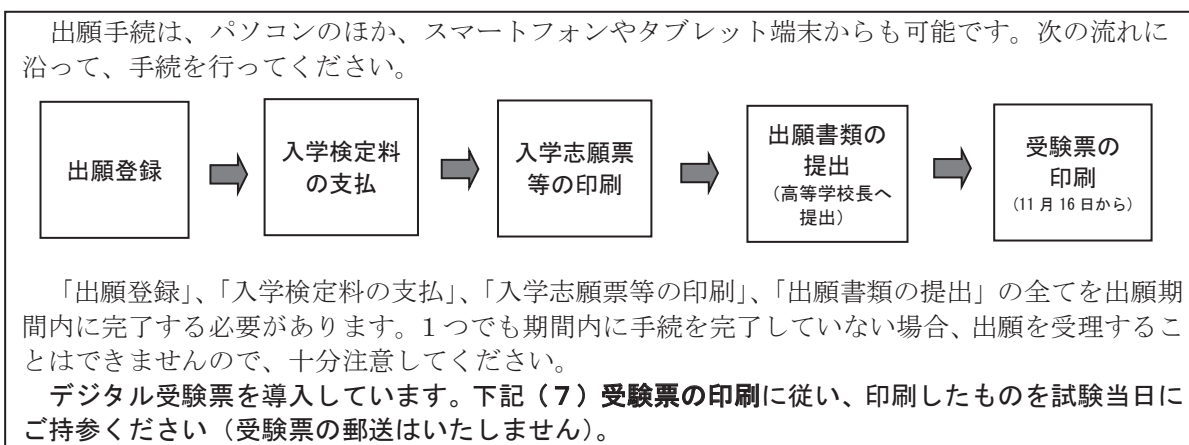 出願手続は、パソコンのほか、スマートフォンやタブレット端末からも可能です。次の流れに
沿って、手続を行ってください。
出願登録
入学検定料
の支払
入学志願票
等の印刷
出願書類の
提出
（高等学校長へ
提出）
受験票の
印刷
（11月16日から）
「出願登録」、「入学検定料の支払」、「入学志願票等の印刷」、「出願書類の提出」の全てを出願期
間内に完了する必要があります。１つでも期間内に手続を完了していない場合、出願を受理するこ
とはできませんので、十分注意してください。
デジタル受験票を導入しています。下記（７）受験票の印刷に従い、印刷したものを試験当日に
ご持参ください（受験票の郵送はいたしません）。